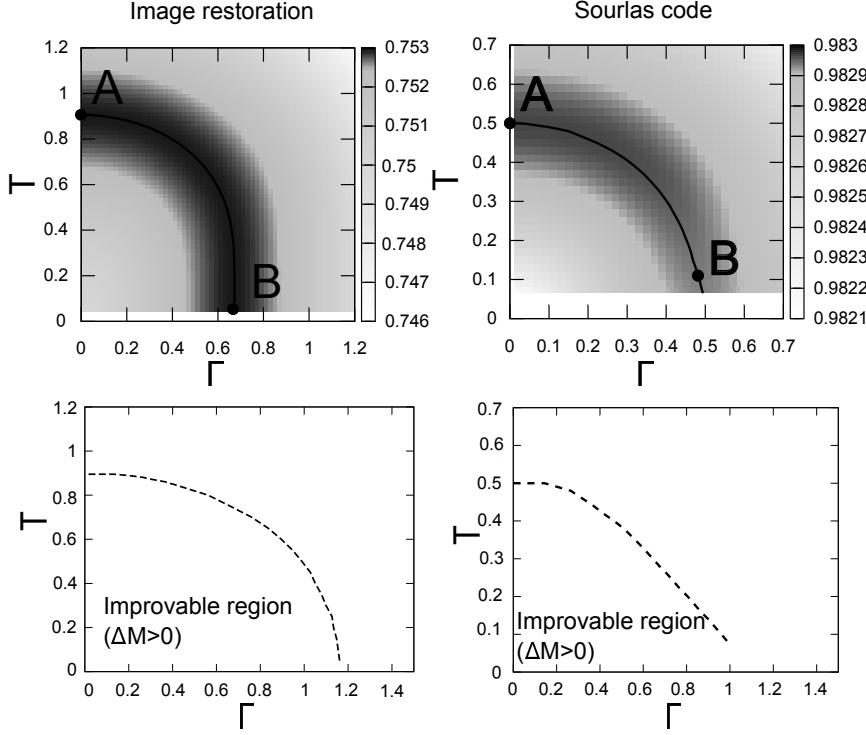 Image restoration
1.2
1
0.8
0.6
0.4
0.2
0
T
A
B
0 0.2 0.4 0.6 0.8 1 1.2
Γ
0.753
0.752
0.751
0.75
0.749
0.748
0.747
0.746
Sourlas code
0.7
0.6
0.5
0.4
0.3
0.2
0.1
0
T
A
B
0 0.1 0.2 0.3 0.4 0.5 0.6 0.7
Γ
0.983
0.9829
0.9828
0.9827
0.9826
0.9825
0.9824
0.9823
0.9822
0.9821
1.2
1
0.8
0.6
0.4
0.2
0
T
Improvable region
(ΔM>0)
0 0.2 0.4 0.6 0.8 1 1.2 1.4
Γ
0.7
0.6
0.5
0.4
0.3
0.2
0.1
0
T
Improvable region
(ΔM>0)
0 0.2 0.4 0.6 0.8 1 1.2 1.4
Γ